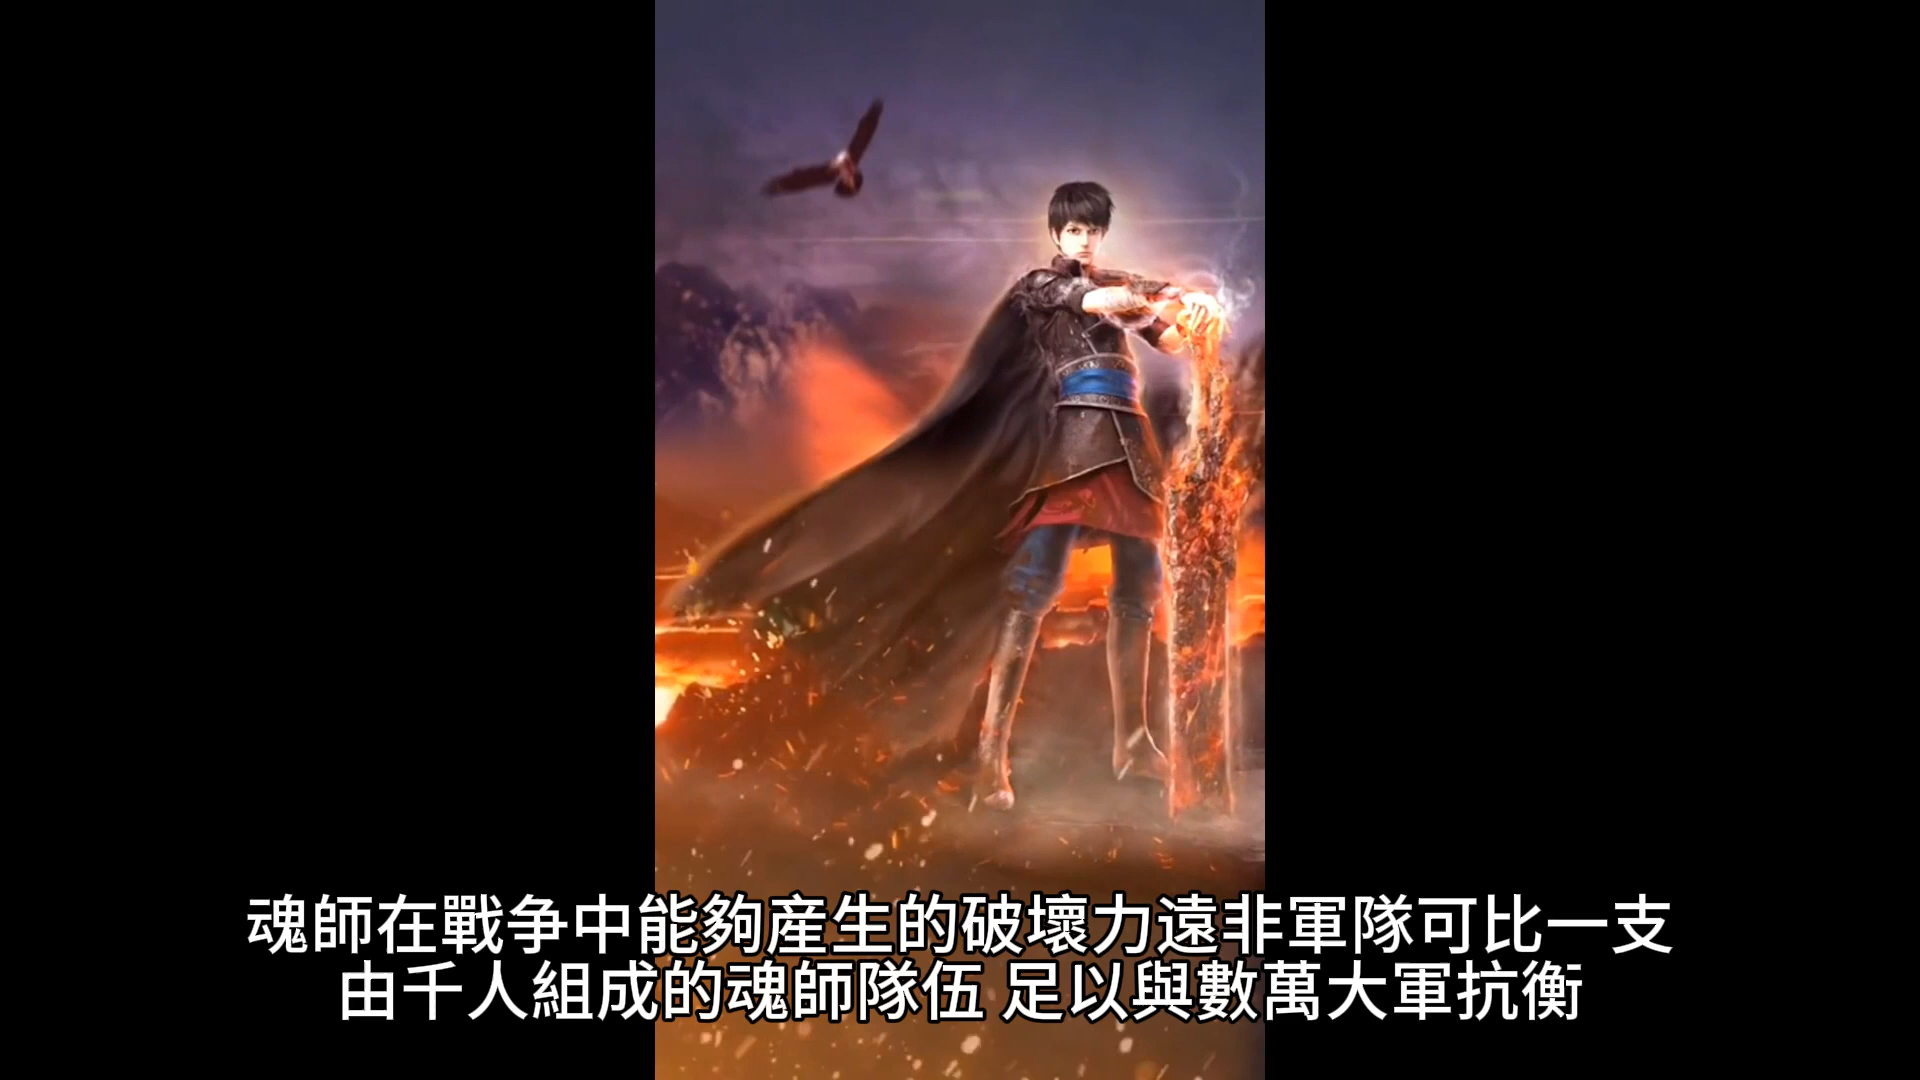 魂師在戰争中能夠産生的破壞力遠非軍隊可比一支
由千人組成的魂師隊伍 足以與數萬大軍抗衡